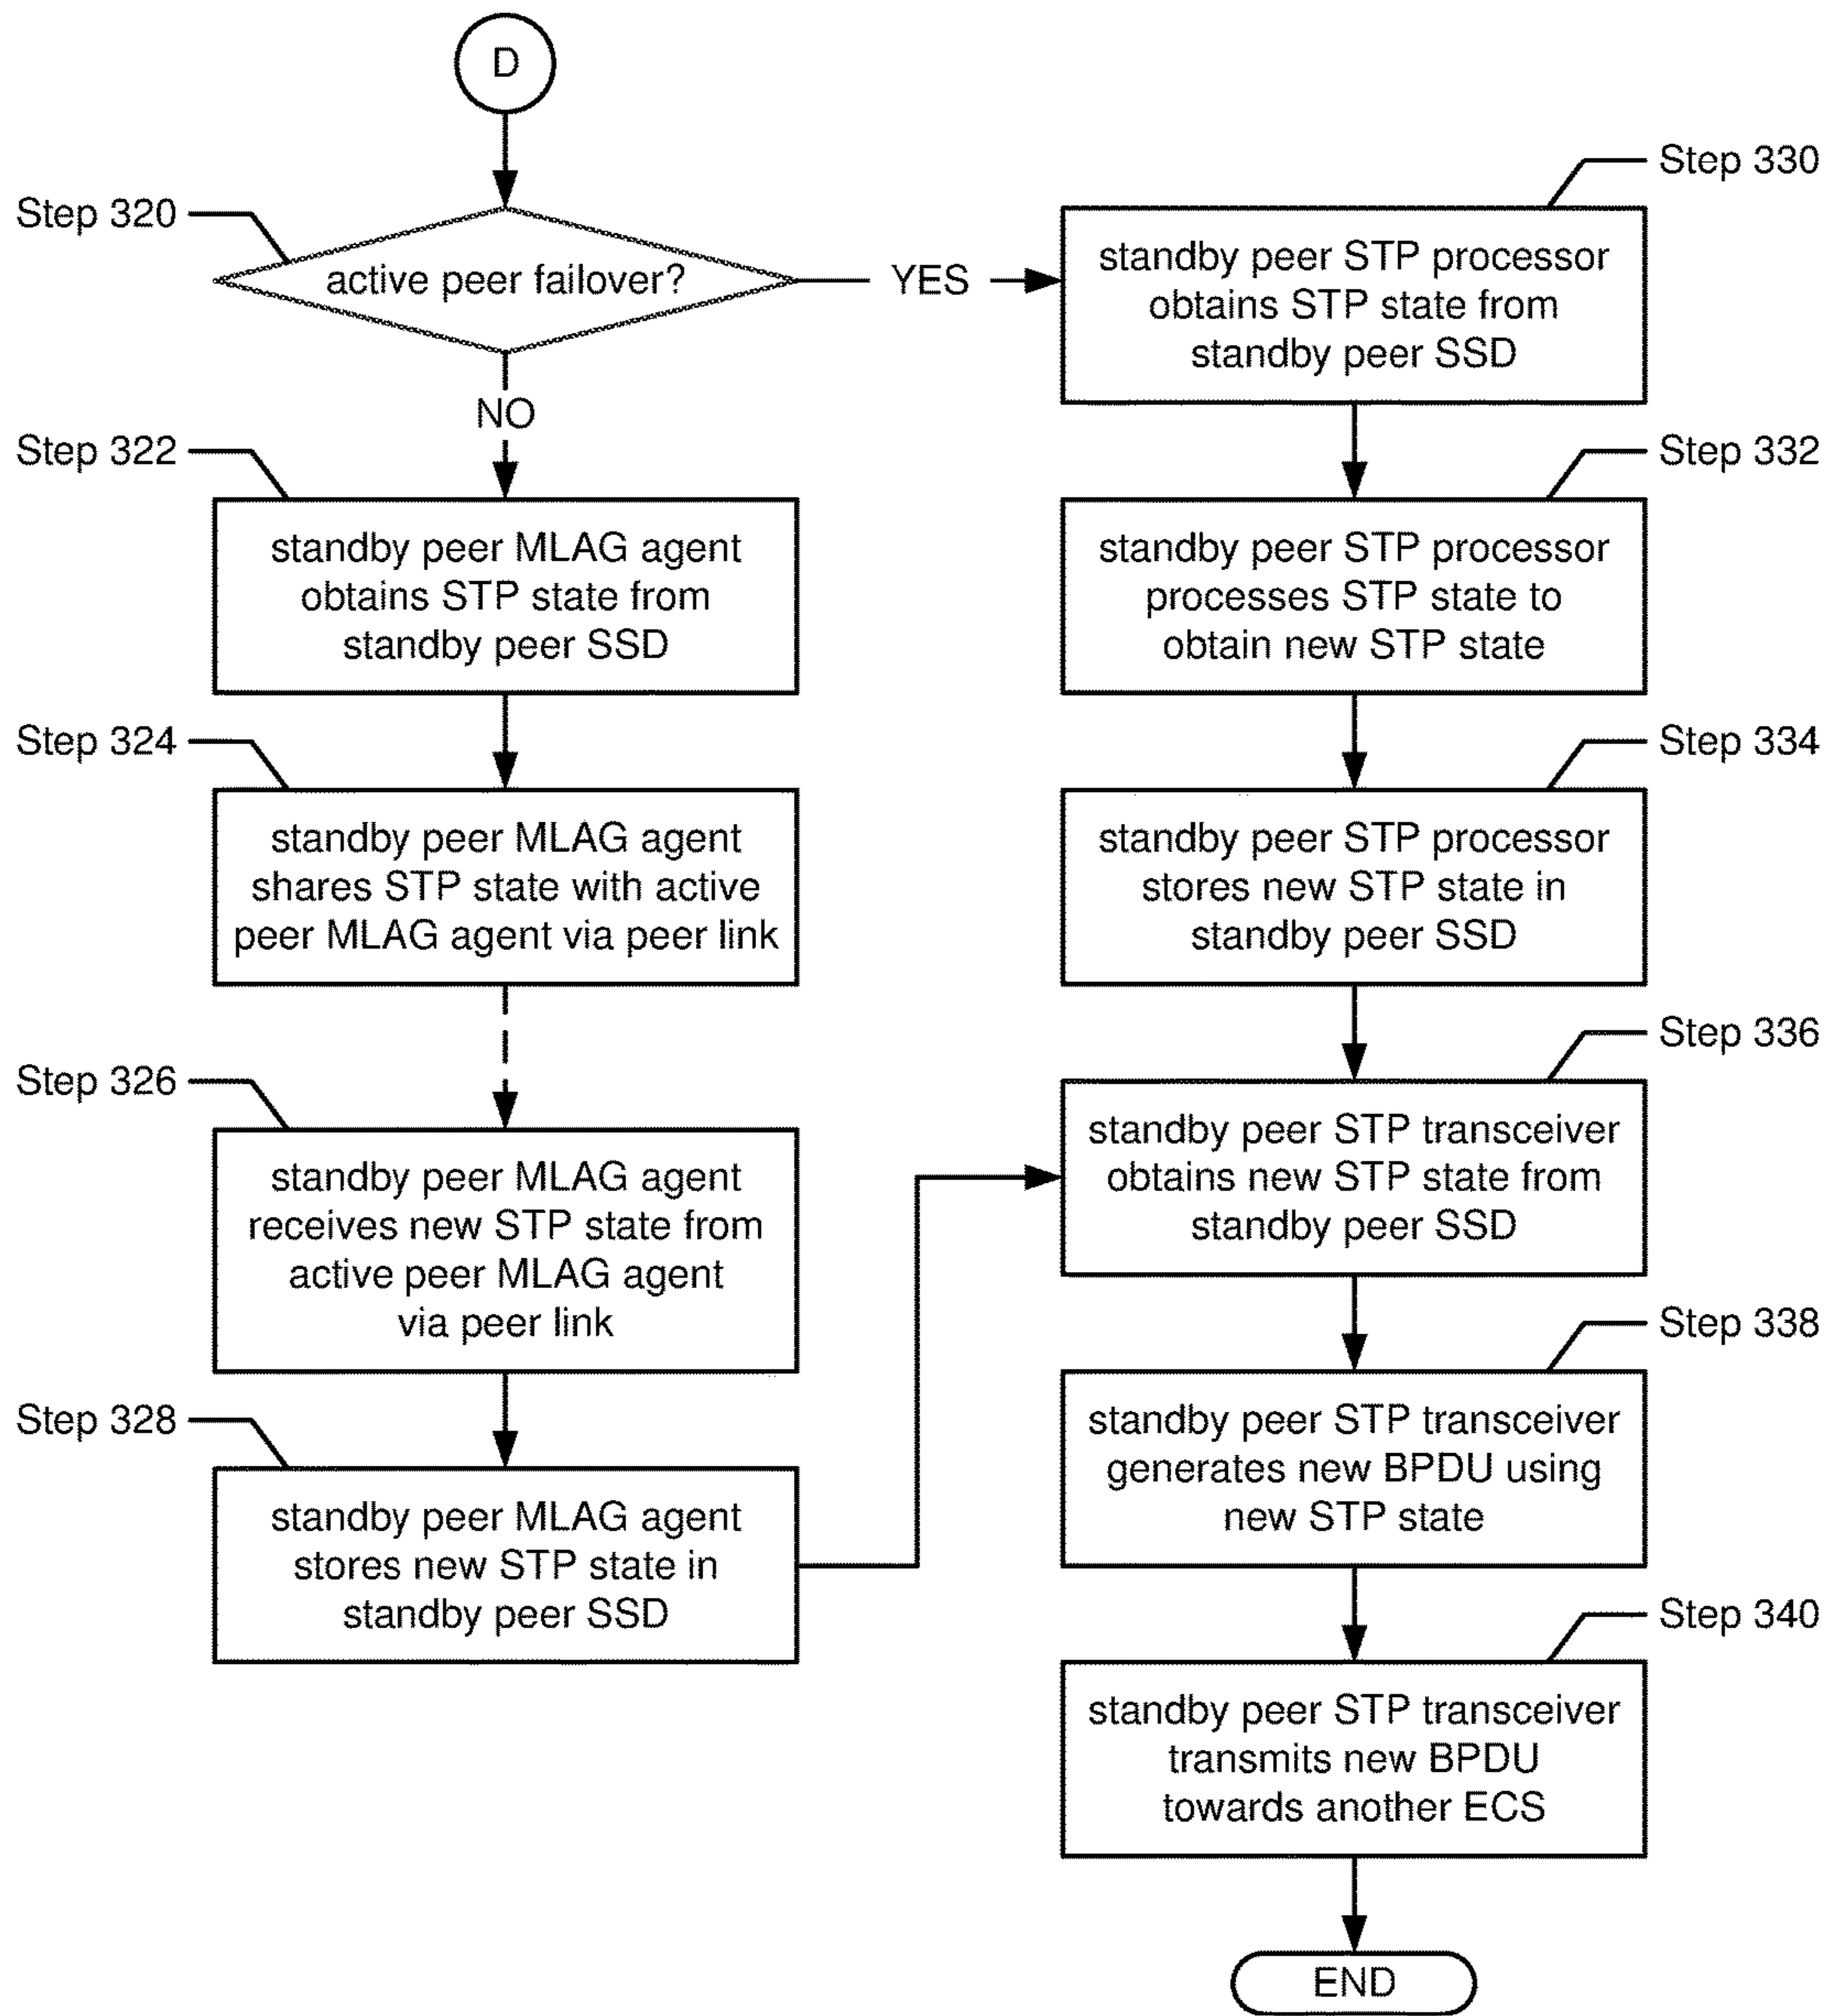 D
Step 320
active peer failover?
YES
NO
Step 322
standby peer MLAG agent
obtains STP state from
standby peer SSD
Step 324
standby peer MLAG agent
shares STP state with active
peer MLAG agent via peer link
Step 326
standby peer MLAG agent
receives new STP state from
active peer MLAG agent
via peer link
Step 328
standby peer MLAG agent
stores new STP state in
standby peer SSD
Step 330
standby peer STP processor
obtains STP state from
standby peer SSD
Step 332
standby peer STP processor
processes STP state to
obtain new STP state
Step 334
standby peer STP processor
stores new STP state in
standby peer SSD
Step 336
standby peer STP transceiver
obtains new STP state from
standby peer SSD
Step 338
standby peer STP transceiver
generates new BPDU using
new STP state
Step 340
standby peer STP transceiver
transmits new BPDU
towards another ECS
END